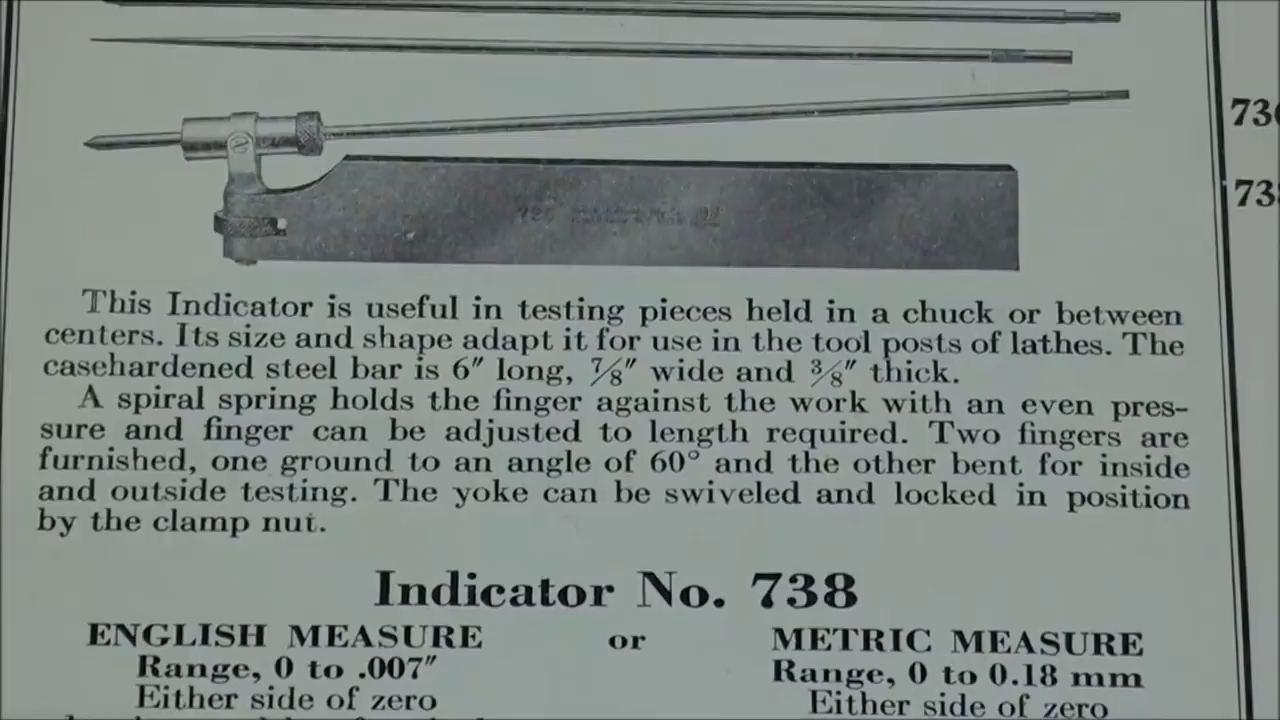 This Indicator is useful in testing pieces held in a chuck or between
centers. Its size and shape adapt it for use in the tool posts of lathes. The
casehardened steel bar is 6″ long, ⅞″ wide and ⅜″ thick.
A spiral spring holds the finger against the work with an even pres-
sure and finger can be adjusted to length required. Two fingers are
furnished, one ground to an angle of 60° and the other bent for inside
and outside testing. The yoke can be swiveled and locked in position
by the clamp nut.
Indicator No. 738
ENGLISH MEASURE or METRIC MEASURE
Range, 0 to .007″ Range, 0 to 0.18 mm
Either side of zero Either side of zero